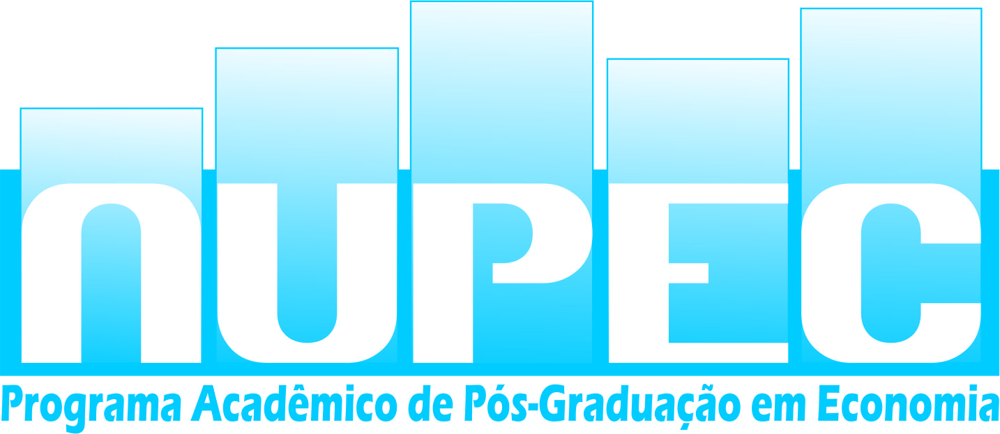 NUPEC
Programa Acadêmico de Pós-Graduação em Economia